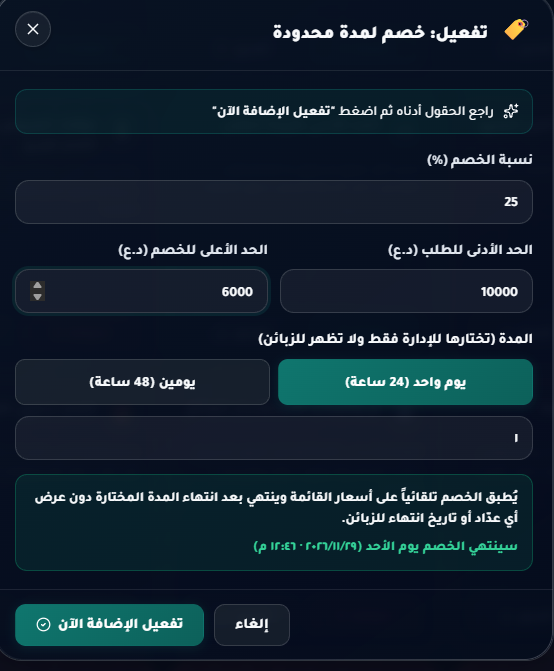 تفعيل: خصم لمدة محدودة
راجع الحقول أدناه ثم اضغط "تفعيل الإضافة الآن"
نسبة الخصم (%)
25
الحد الأدنى للطلب (د.ع)
الحد الأعلى للخصم (د.ع)
10000
6000
المدة (تختارها للإدارة فقط ولا تظهر للزبائن)
يوم واحد (24 ساعة)
يومين (48 ساعة)
١
يُطبق الخصم تلقائياً على أسعار القائمة وينتهي بعد انتهاء المدة المختارة دون عرض
أي عدّاد أو تاريخ انتهاء للزبائن.
سينتهي الخصم يوم الأحد (٢٠٢٦/١١/٢٩ · ١٢:٤٦ م)
إلغاء
تفعيل الإضافة الآن